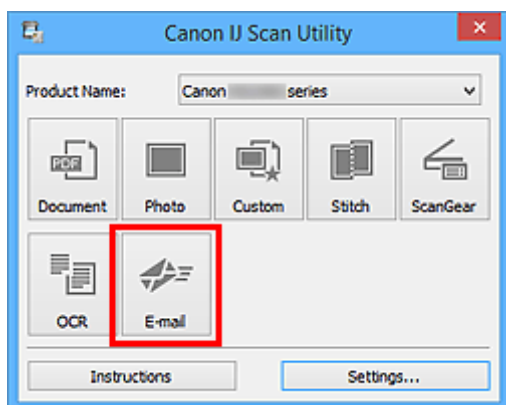 Canon IJ Scan Utility
Product Name: Canon series
PDF
Document Photo Custom Stitch ScanGear
OCR E-mail
Instructions Settings...